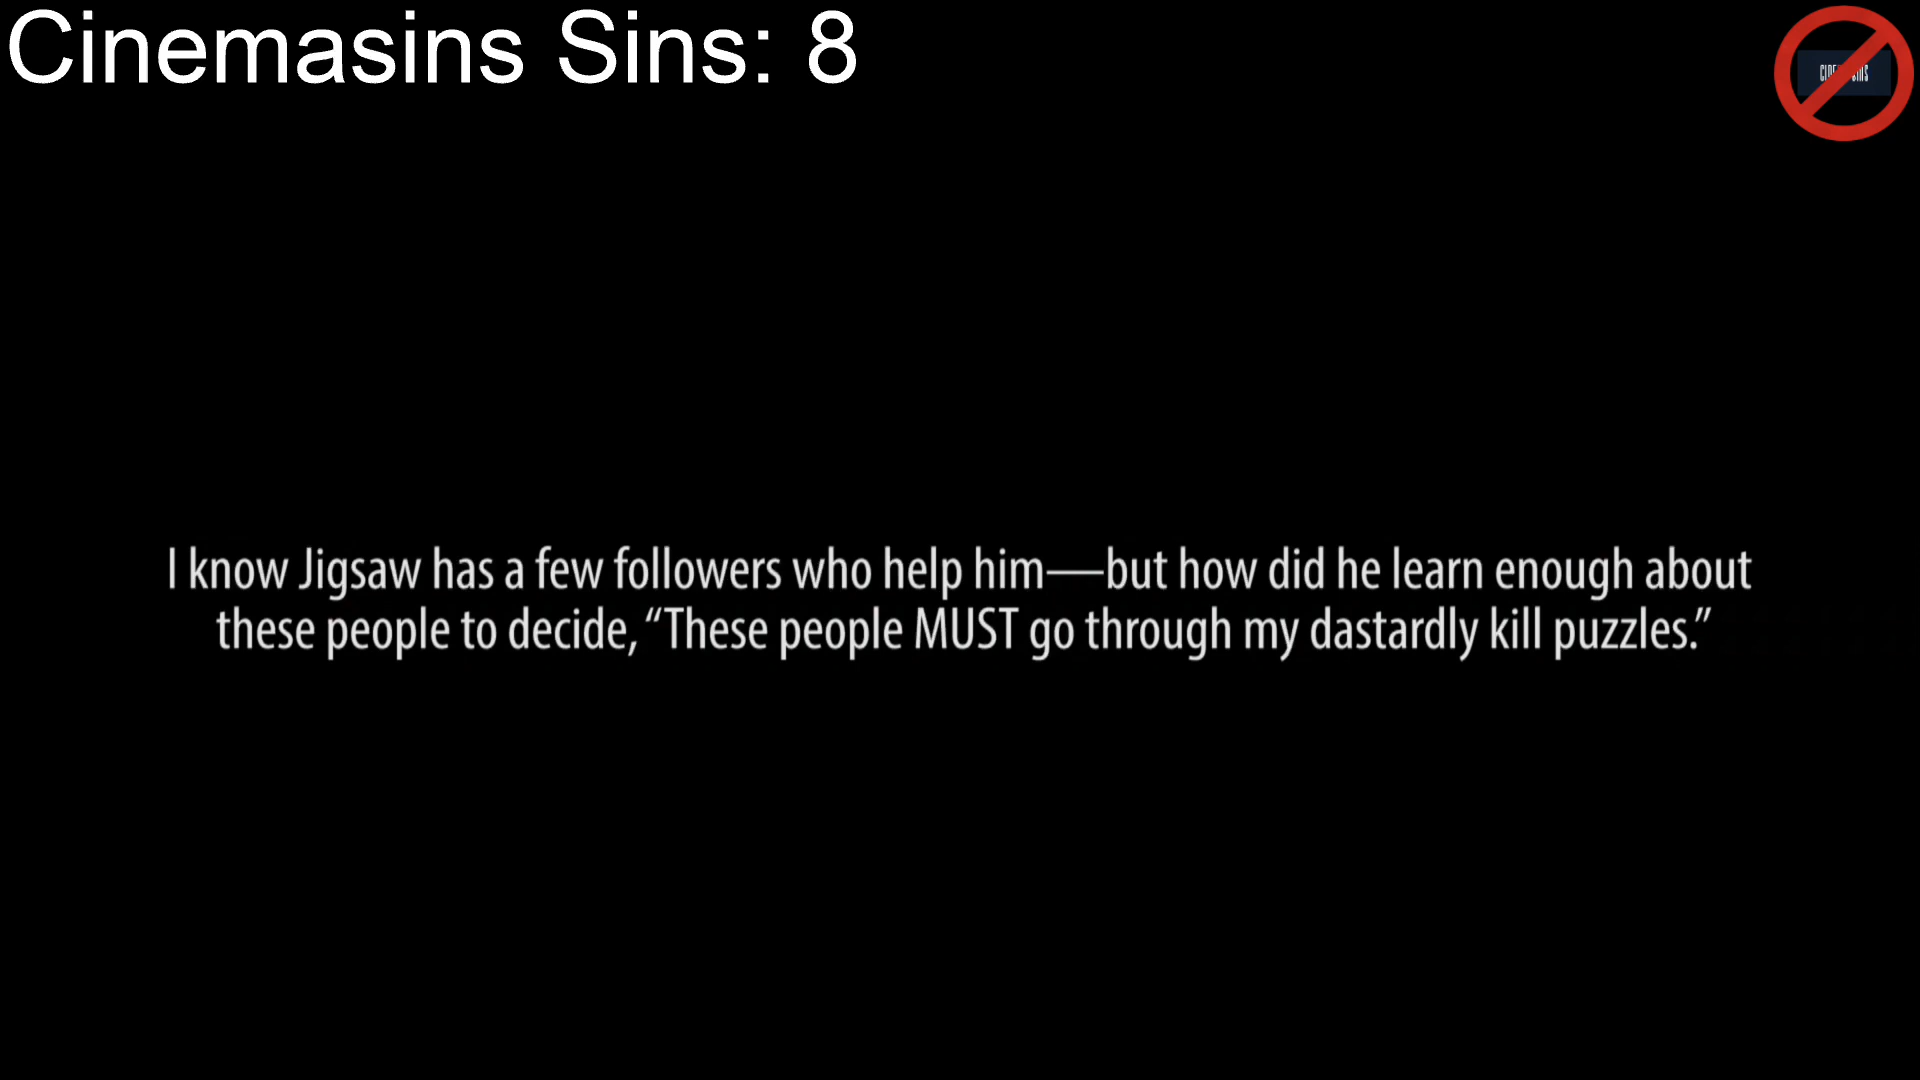 Cinemasins Sins: 8
I know Jigsaw has a few followers who help him—but how did he learn enough about
these people to decide, “These people MUST go through my dastardly kill puzzles.”